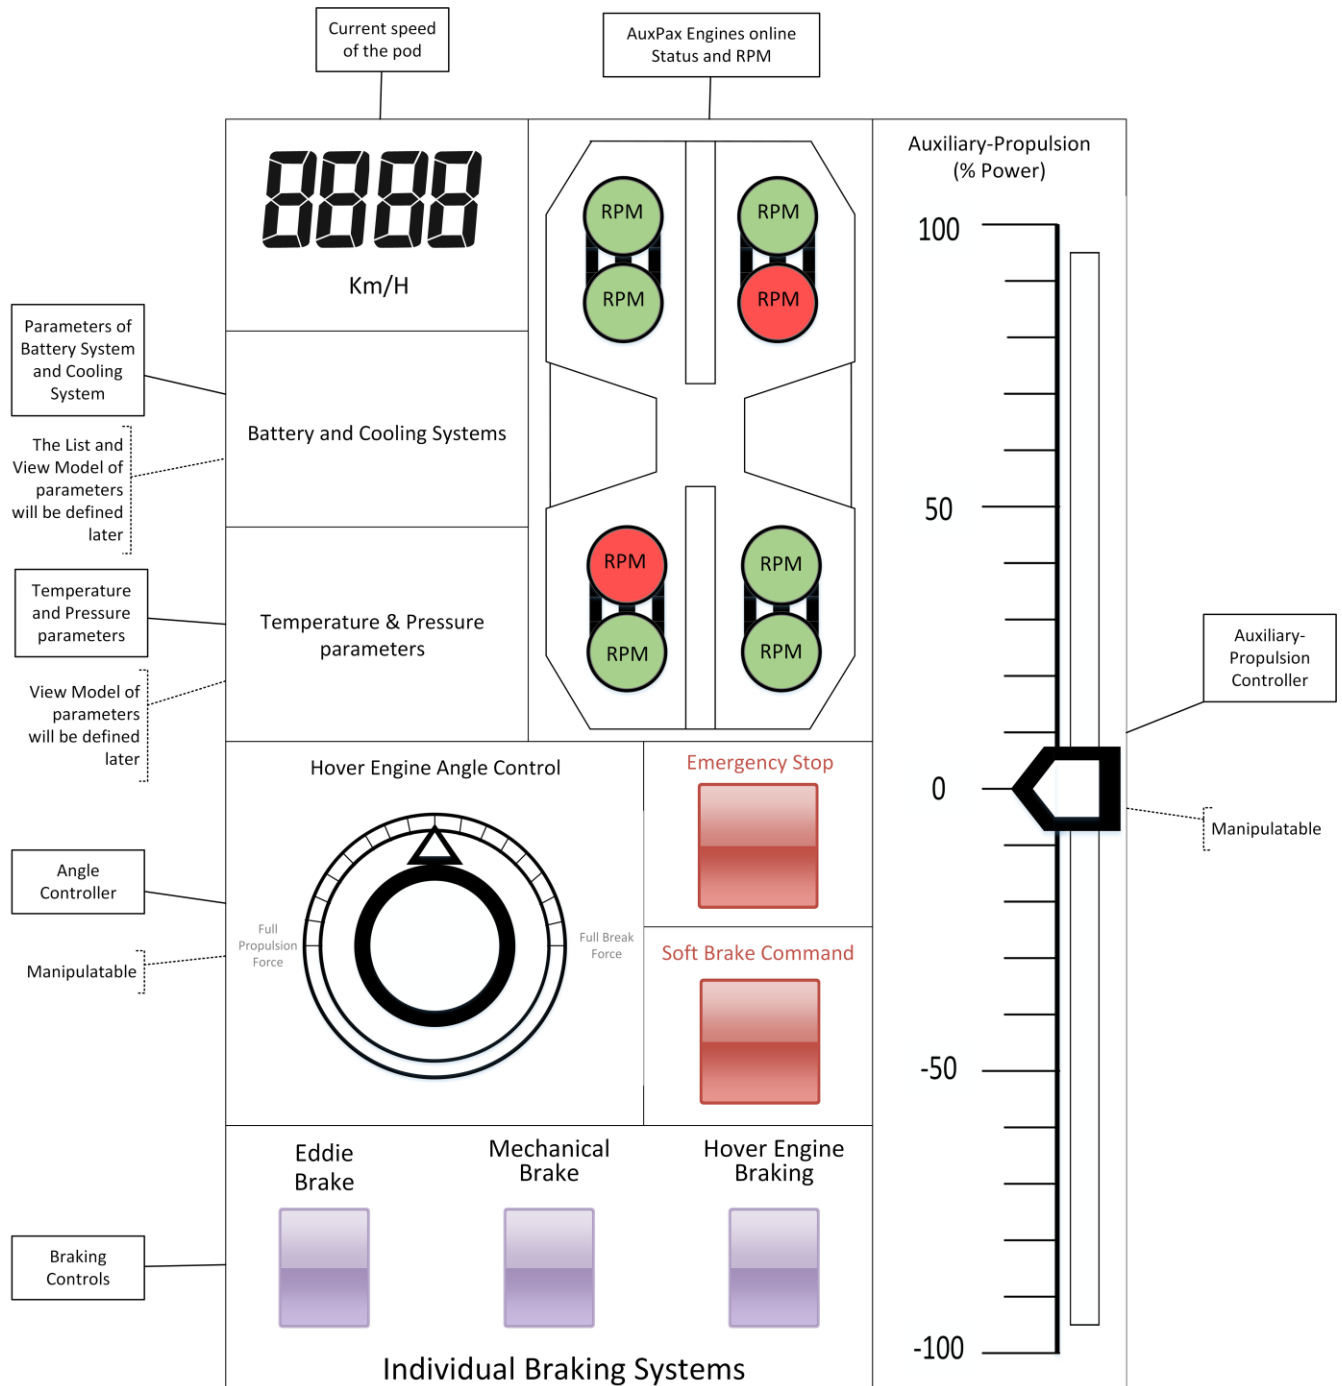 Current speed
of the pod
AuxPax Engines online
Status and RPM
Km/H
RPM
RPM
RPM
RPM
RPM
RPM
RPM
RPM
Auxiliary-Propulsion
(% Power)
100
50
0
-50
-100
Parameters of
Battery System
and Cooling
System
The List and
View Model of
parameters
will be defined
later
Battery and Cooling Systems
Temperature
and Pressure
parameters
View Model of
parameters
will be defined
later
Temperature & Pressure
parameters
Auxiliary-
Propulsion
Controller
Manipulatable
Hover Engine Angle Control
Full
Propulsion
Force
Full Break
Force
Angle
Controller
Manipulatable
Emergency Stop
Soft Brake Command
Eddie
Brake
Mechanical
Brake
Hover Engine
Braking
Braking
Controls
Individual Braking Systems